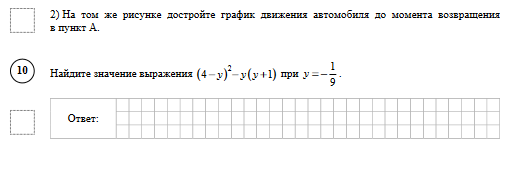 2) На том же рисунке достройте график движения автомобиля до момента возвращения
в пункт А.
10
Найдите значение выражения (4−y)²−y(y+1) при y=−1/9.
Ответ: